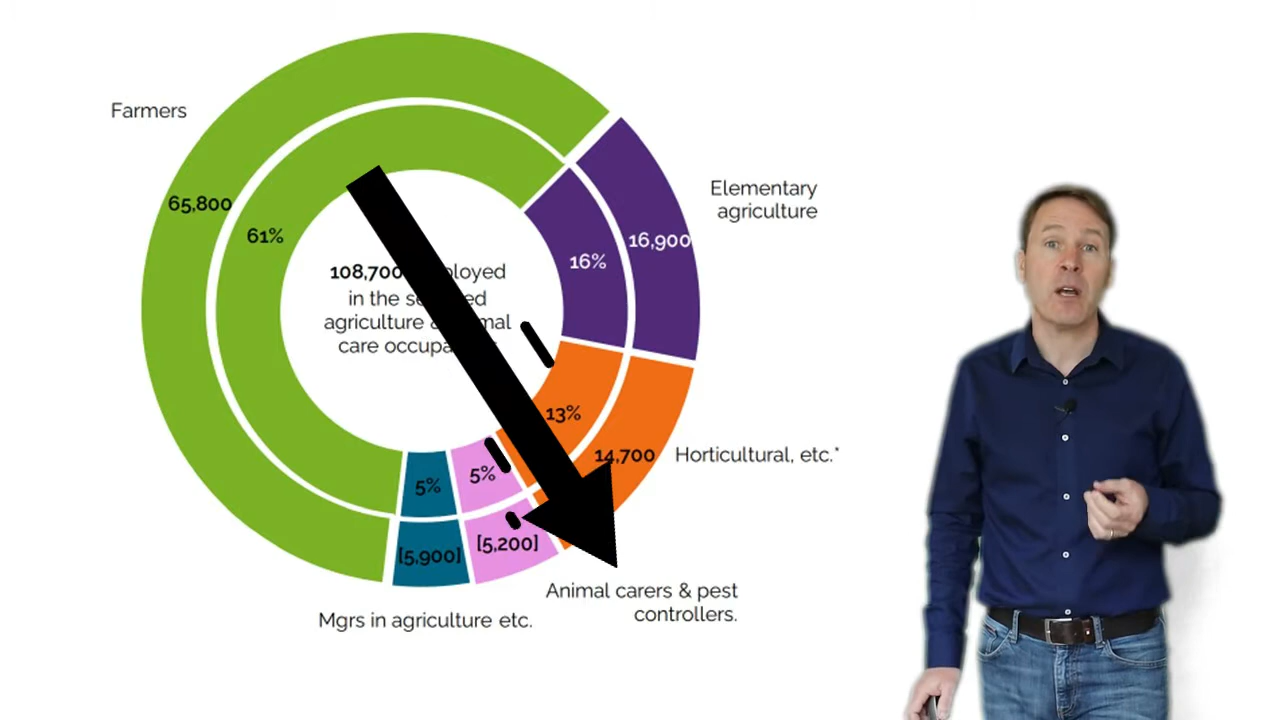 Farmers
65,800
61%
Elementary
agriculture
16,900
16%
108,700
in the
agriculture
care
13%
14,700
Horticultural, etc.*
5%
5%
[5,900]
[5,200]
Animal carers & pest
controllers.
Mgrs in agriculture etc.